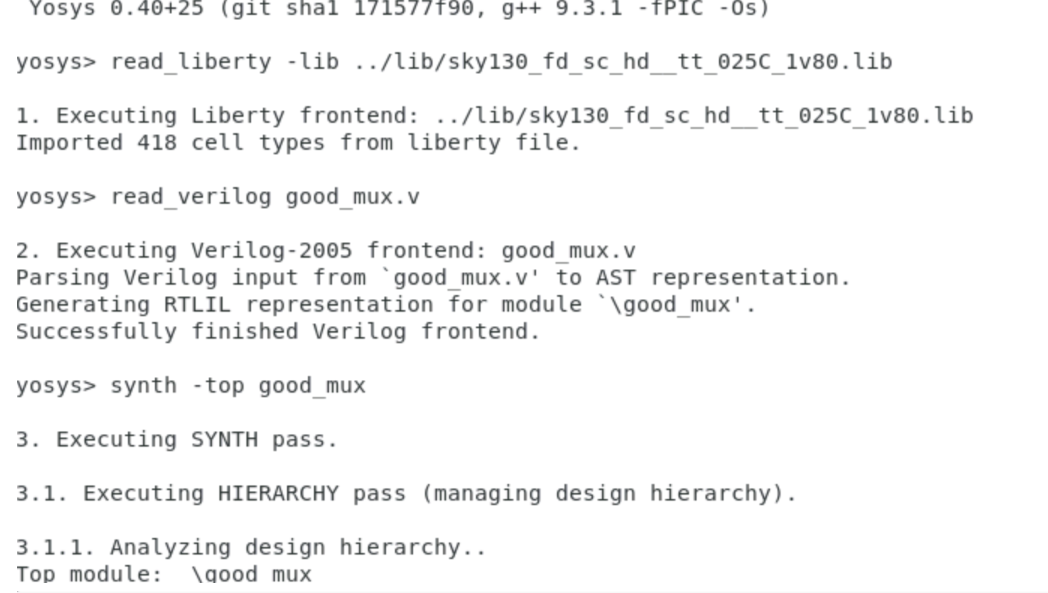 Yosys 0.40+25 (git sha1 171577f90, g++ 9.3.1 -fPIC -Os)
yosys> read_liberty -lib ../lib/sky130_fd_sc_hd__tt_025C_1v80.lib
1. Executing Liberty frontend: ../lib/sky130_fd_sc_hd__tt_025C_1v80.lib
Imported 418 cell types from liberty file.
yosys> read_verilog good_mux.v
2. Executing Verilog-2005 frontend: good_mux.v
Parsing Verilog input from `good_mux.v' to AST representation.
Generating RTLIL representation for module `\good_mux'.
Successfully finished Verilog frontend.
yosys> synth -top good_mux
3. Executing SYNTH pass.
3.1. Executing HIERARCHY pass (managing design hierarchy).
3.1.1. Analyzing design hierarchy..
Top module:  \good_mux